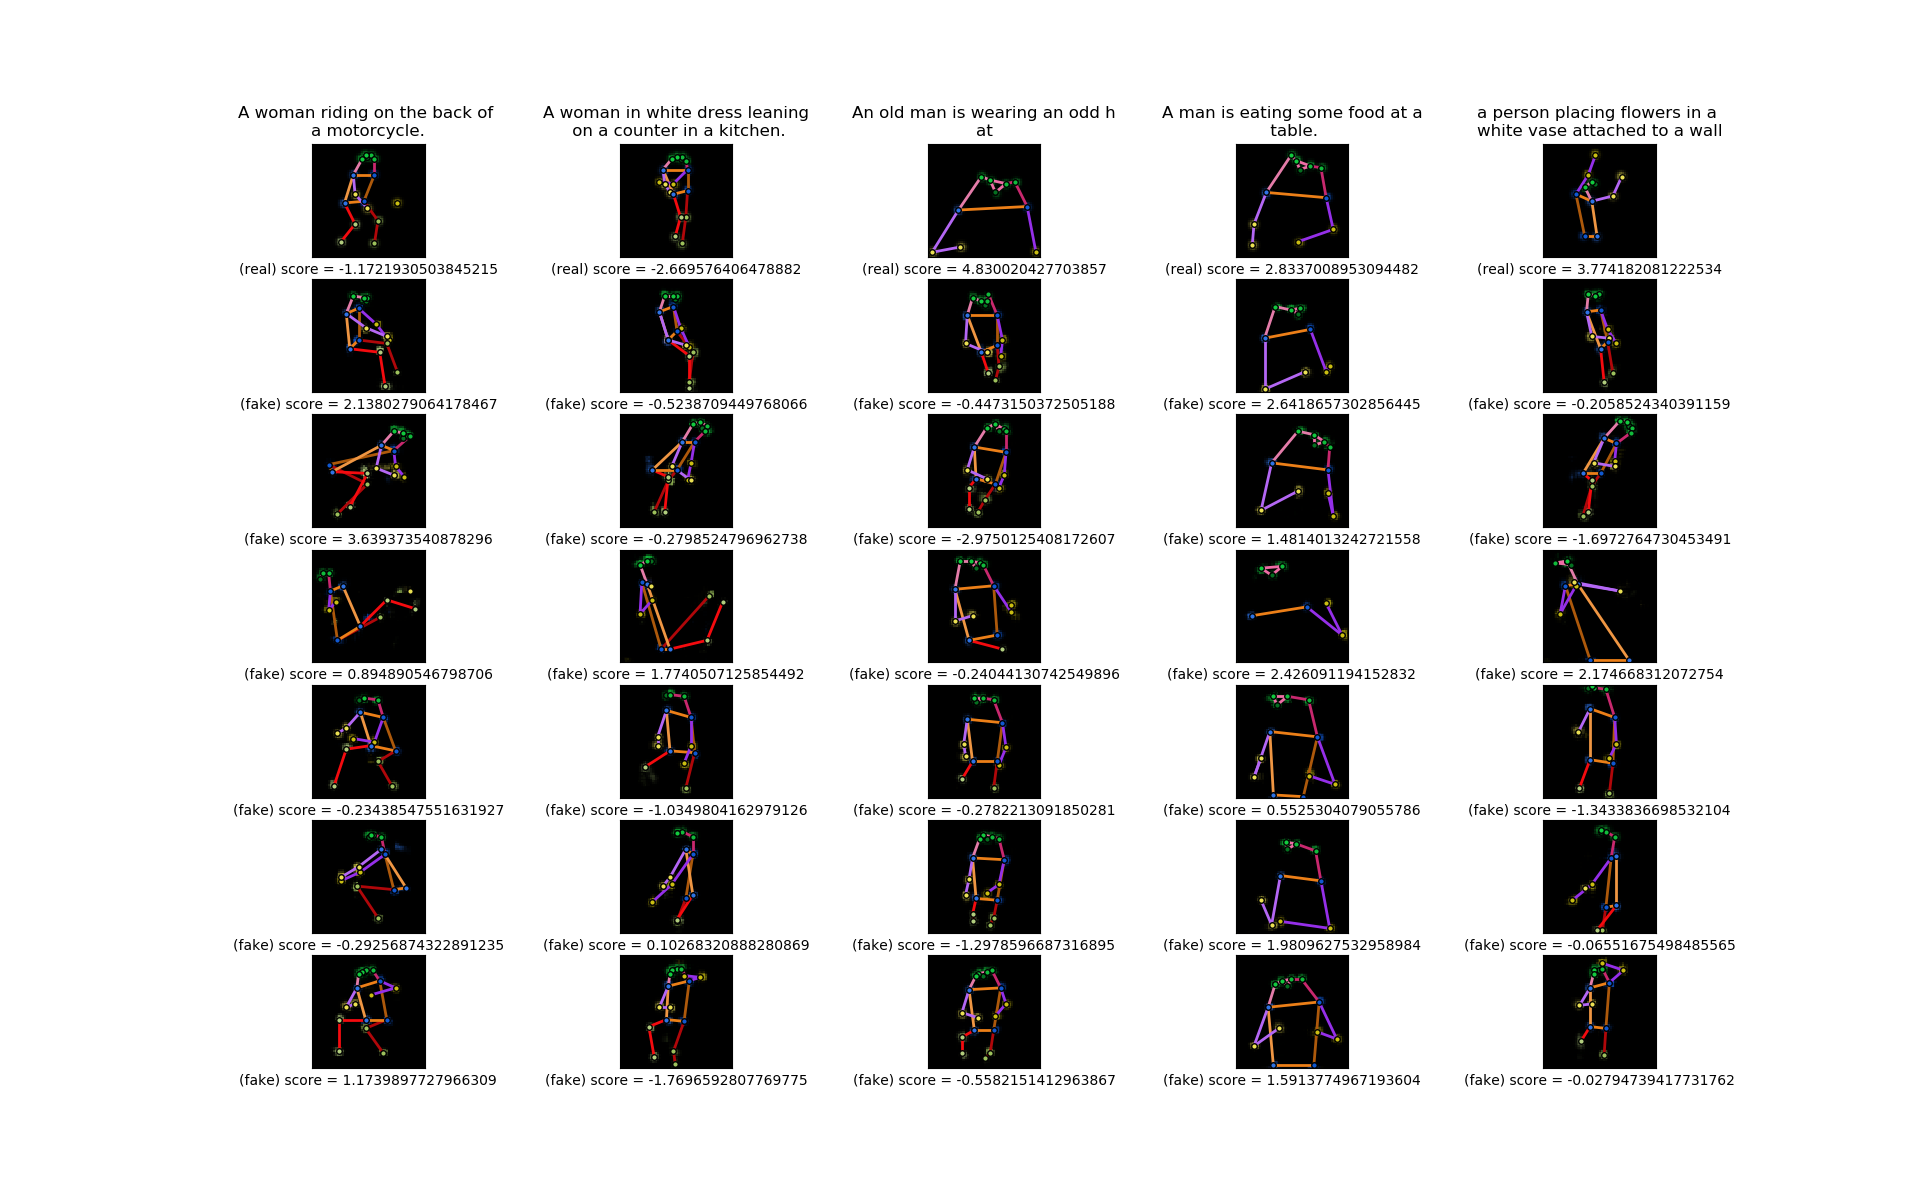 A woman riding on the back of
a motorcycle.
A woman in white dress leaning
on a counter in a kitchen.
An old man is wearing an odd h
at
A man is eating some food at a
table.
a person placing flowers in a
white vase attached to a wall
(real) score = -1.1721930503845215
(real) score = -2.669576406478882
(real) score = 4.830020427703857
(real) score = 2.8337008953094482
(real) score = 3.774182081222534
(fake) score = 2.1380279064178467
(fake) score = -0.5238709449768066
(fake) score = -0.4473150372505188
(fake) score = 2.6418657302856445
(fake) score = -0.2058524340391159
(fake) score = 3.639373540878296
(fake) score = -0.2798524796962738
(fake) score = -2.9750125408172607
(fake) score = 1.4814013242721558
(fake) score = -1.6972764730453491
(fake) score = 0.894890546798706
(fake) score = 1.7740507125854492
(fake) score = -0.24044130742549896
(fake) score = 2.426091194152832
(fake) score = 2.174668312072754
(fake) score = -0.23438547551631927
(fake) score = -1.0349804162979126
(fake) score = -0.2782213091850281
(fake) score = 0.5525304079055786
(fake) score = -1.3433836698532104
(fake) score = -0.29256874322891235
(fake) score = 0.10268320888280869
(fake) score = -1.2978596687316895
(fake) score = 1.9809627532958984
(fake) score = -0.06551675498485565
(fake) score = 1.1739897727966309
(fake) score = -1.7696592807769775
(fake) score = -0.5582151412963867
(fake) score = 1.5913774967193604
(fake) score = -0.02794739417731762